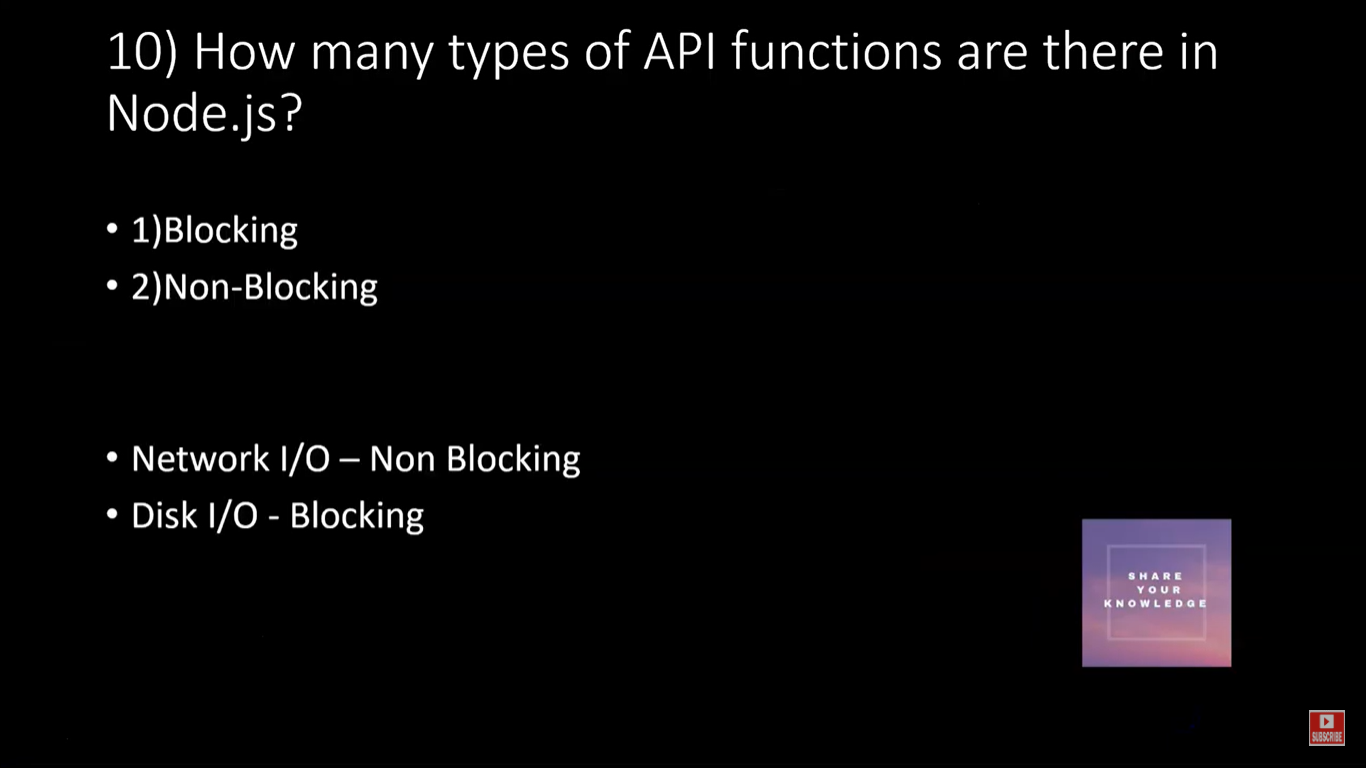 10) How many types of API functions are there in
Node.js?
• 1)Blocking
• 2)Non-Blocking
• Network I/O – Non Blocking
• Disk I/O - Blocking
SHARE
YOUR
KNOWLEDGE
SUBSCRIBE